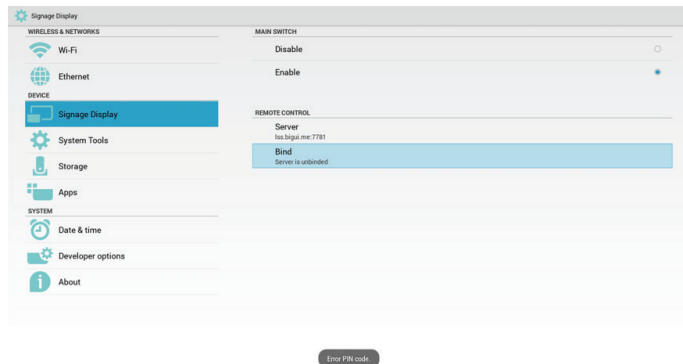 Signage Display
WIRELESS & NETWORKS
Wi-Fi
Ethernet
DEVICE
Signage Display
System Tools
Storage
Apps
SYSTEM
Date & time
Developer options
About
MAIN SWITCH
Disable
Enable
REMOTE CONTROL
Server
lss.bigui.me:7781
Bind
Server is unbinded
Error PIN code.